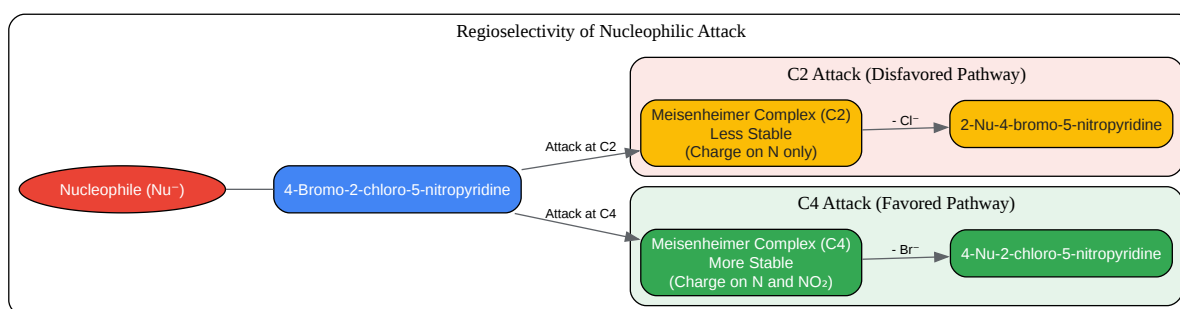 Regioselectivity of Nucleophilic Attack
C2 Attack (Disfavored Pathway)
Meisenheimer Complex (C2)
Less Stable
(Charge on N only)
- Cl⁻
2-Nu-4-bromo-5-nitropyridine
Attack at C2
Nucleophile (Nu⁻)
4-Bromo-2-chloro-5-nitropyridine
Attack at C4
C4 Attack (Favored Pathway)
Meisenheimer Complex (C4)
More Stable
(Charge on N and NO₂)
- Br⁻
4-Nu-2-chloro-5-nitropyridine